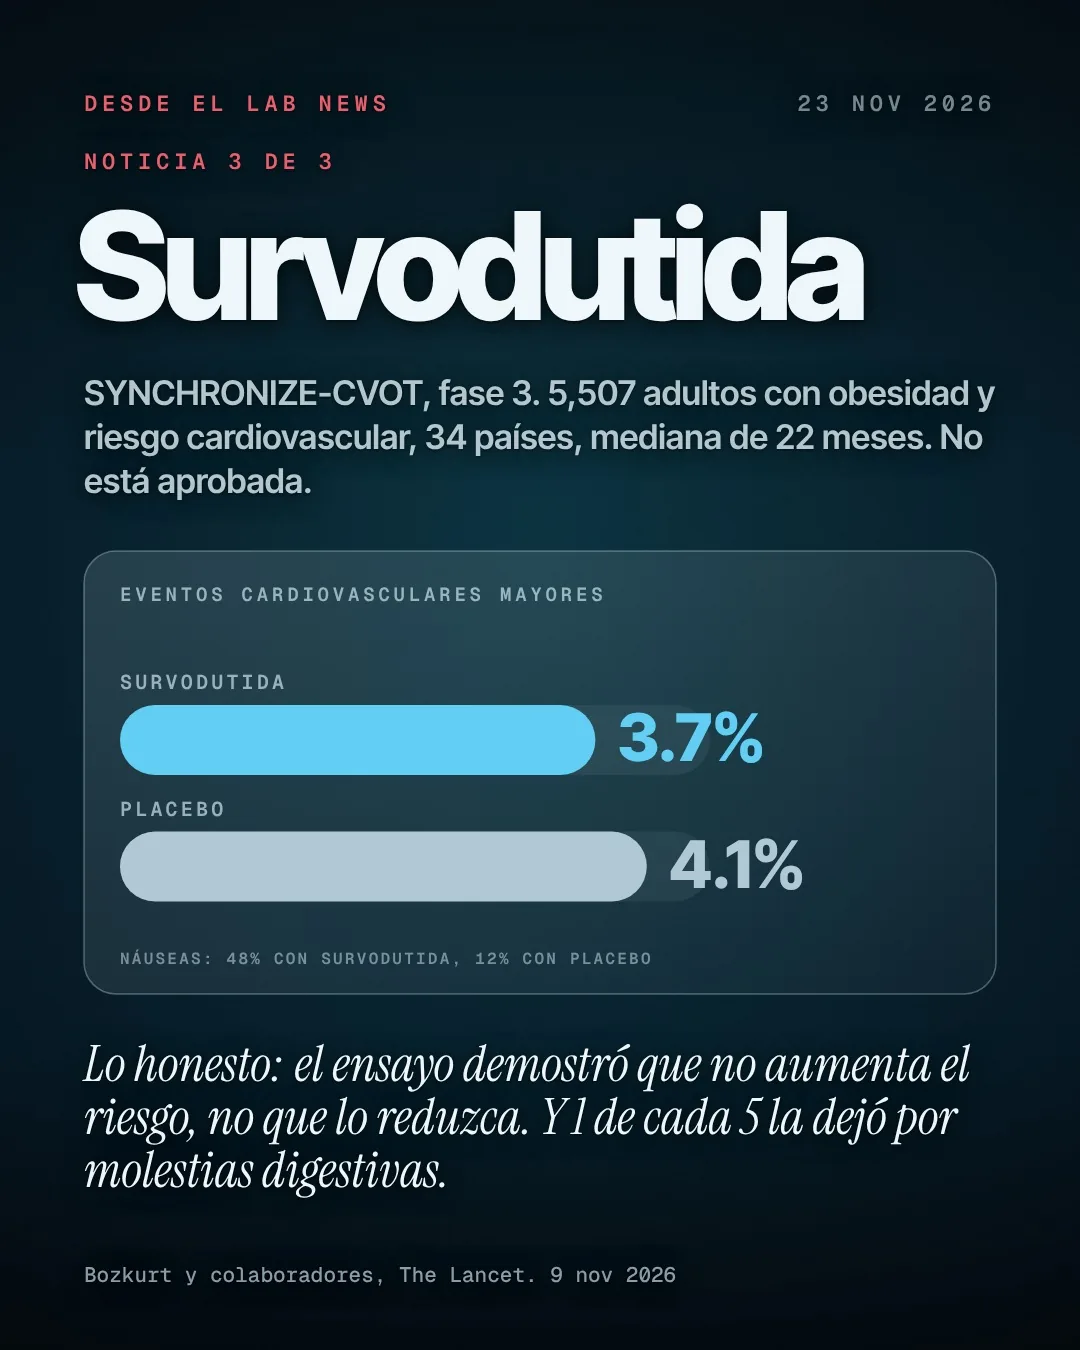 DESDE EL LAB NEWS
23 NOV 2026
NOTICIA 3 DE 3
Survodutida
SYNCHRONIZE-CVOT, fase 3. 5,507 adultos con obesidad y
riesgo cardiovascular, 34 países, mediana de 22 meses. No
está aprobada.
EVENTOS CARDIOVASCULARES MAYORES
SURVODUTIDA
3.7%
PLACEBO
4.1%
NÁUSEAS: 48% CON SURVODUTIDA, 12% CON PLACEBO
Lo honesto: el ensayo demostró que no aumenta el
riesgo, no que lo reduzca. Y 1 de cada 5 la dejó por
molestias digestivas.
Bozkurt y colaboradores, The Lancet. 9 nov 2026